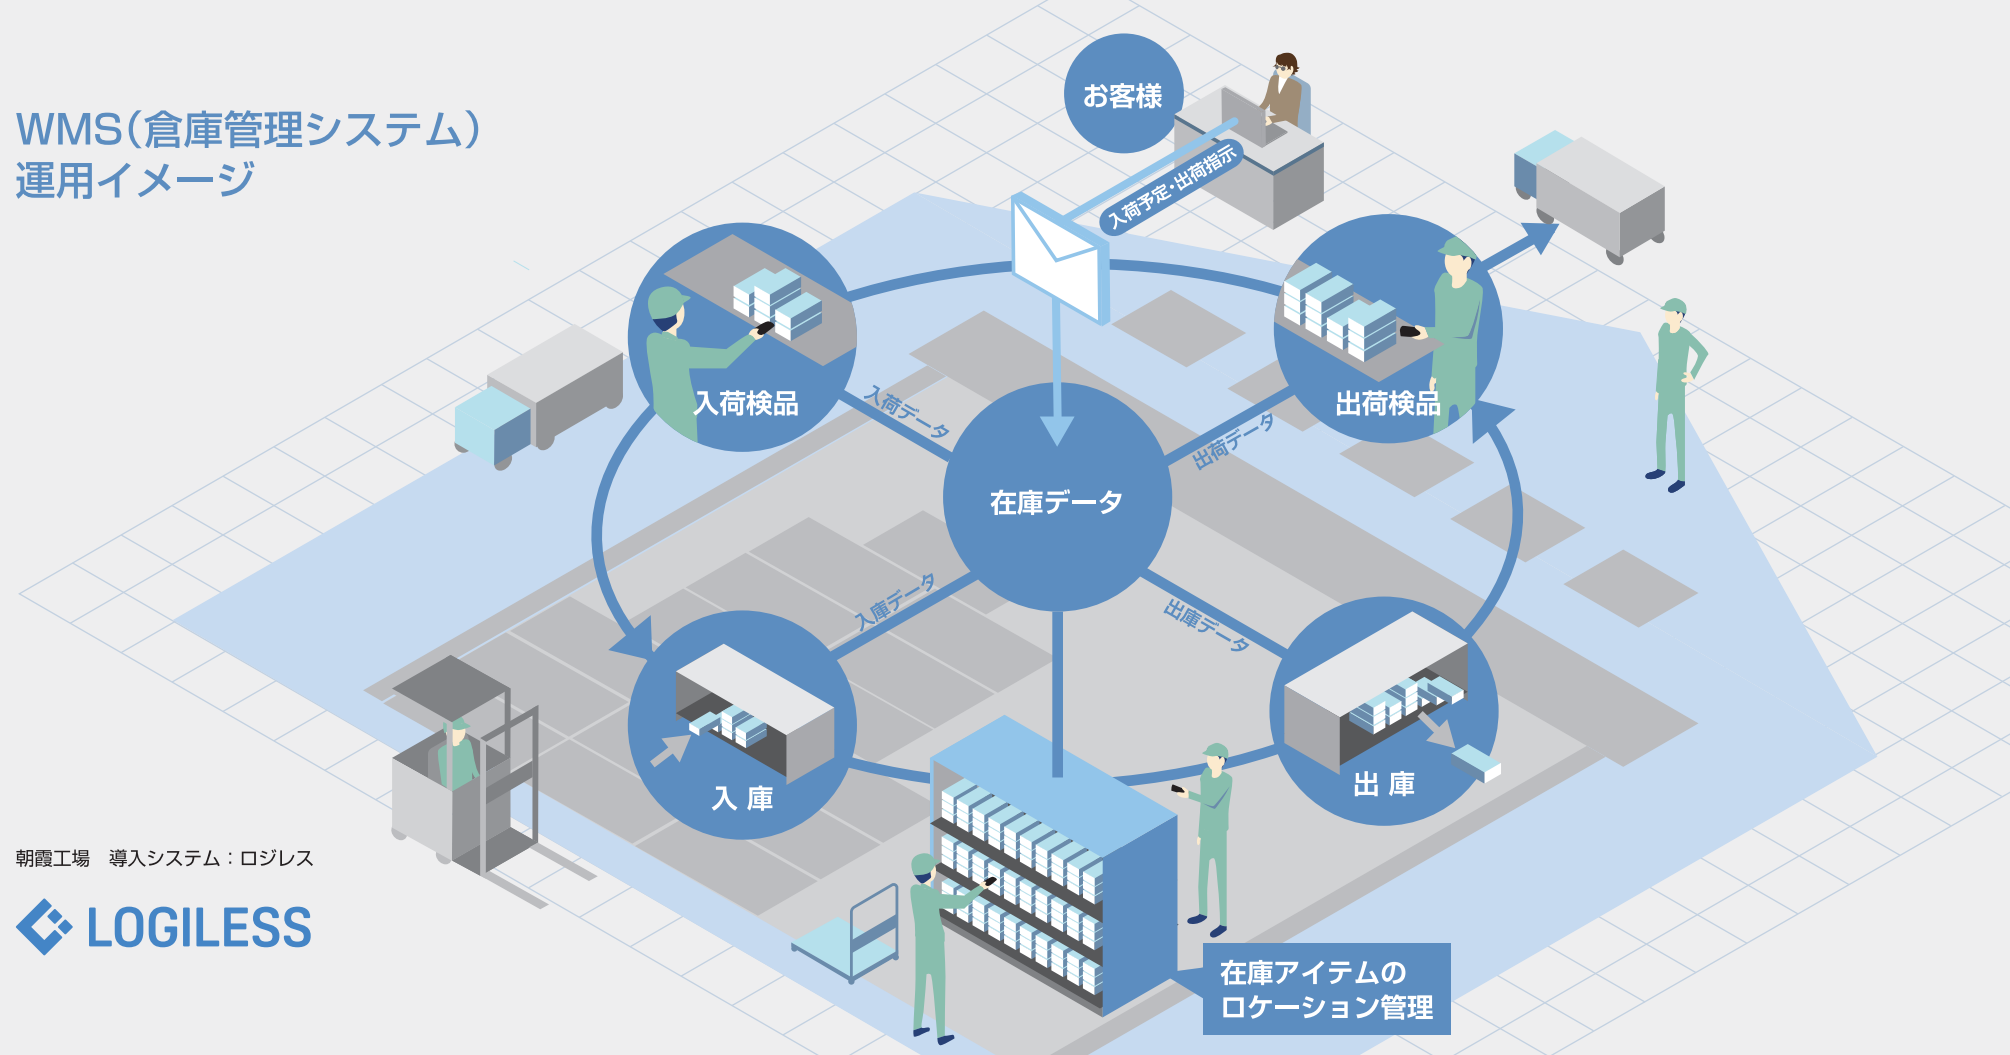 WMS（倉庫管理システム）
運用イメージ
お客様
入荷予定・出荷指示
入荷検品
出荷検品
入荷データ
出荷データ
在庫データ
入庫データ
出庫データ
入 庫
出 庫
在庫アイテムの
ロケーション管理
朝霞工場　導入システム：ロジレス
LOGILESS